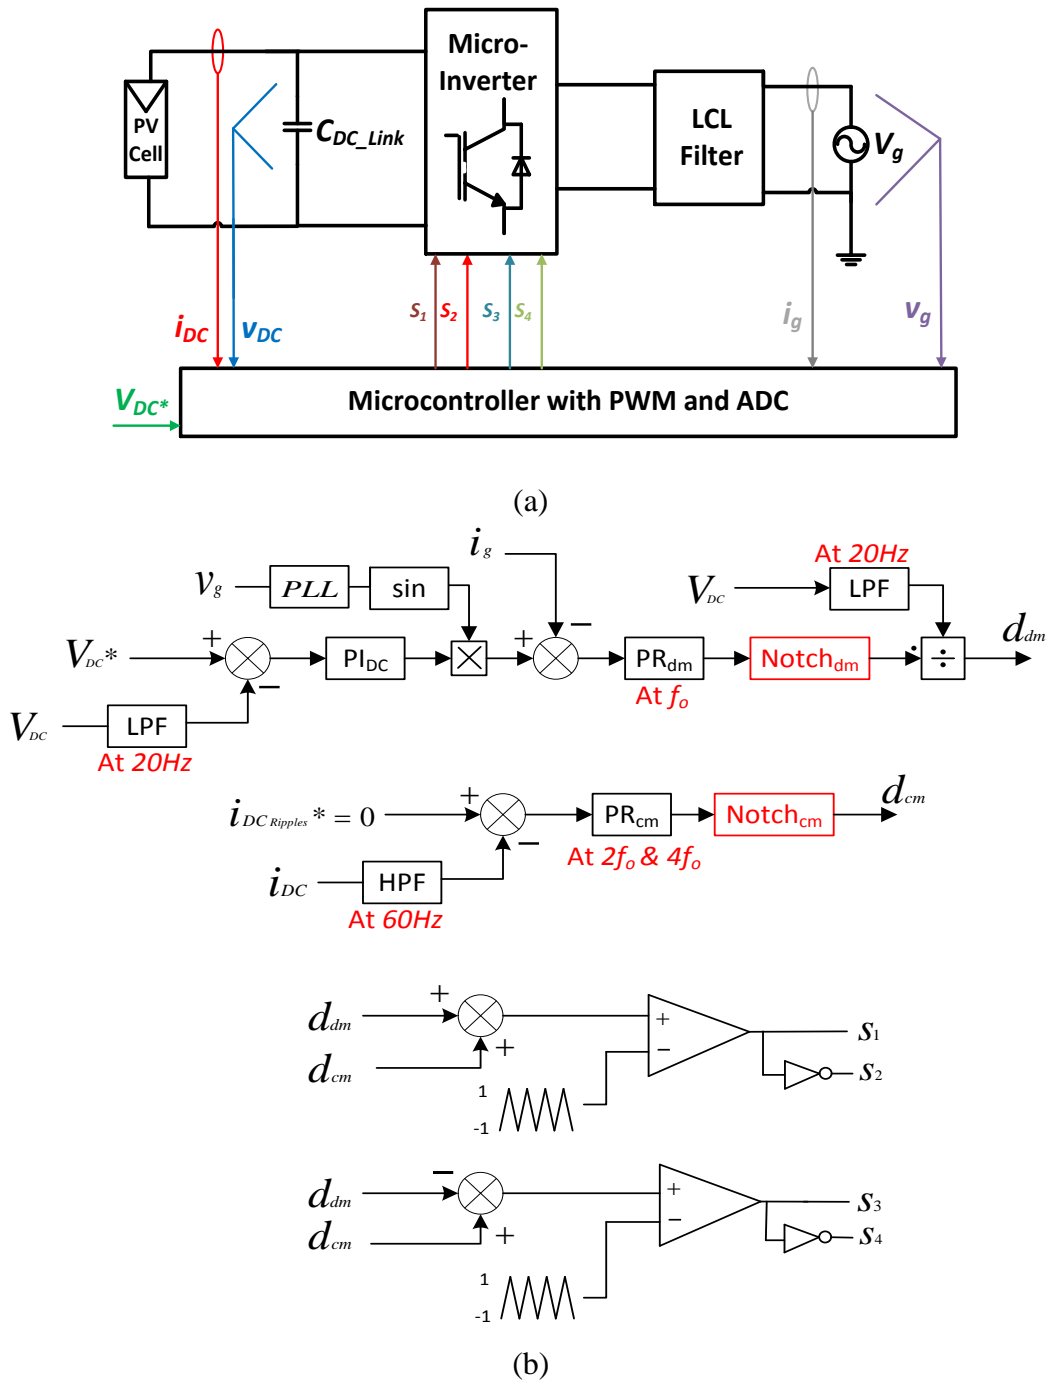 Micro-
Inverter
PV
Cell
C_DC_Link
LCL
Filter
V_g
i_DC
v_DC
S_1
S_2
S_3
S_4
i_g
v_g
V_DC*
Microcontroller with PWM and ADC
(a)
i_g
At 20Hz
v_g
PLL
sin
V_DC
LPF
d_dm
V_DC*
+
−
PI_DC
×
+
−
PR_dm
At f_o
Notch_dm
÷
V_DC
LPF
At 20Hz
i_DC Ripples* = 0
+
−
PR_cm
At 2f_o & 4f_o
Notch_cm
d_cm
i_DC
HPF
At 60Hz
d_dm
+
+
d_cm
1
-1
+
−
S_1
S_2
d_dm
−
+
d_cm
1
-1
+
−
S_3
S_4
(b)